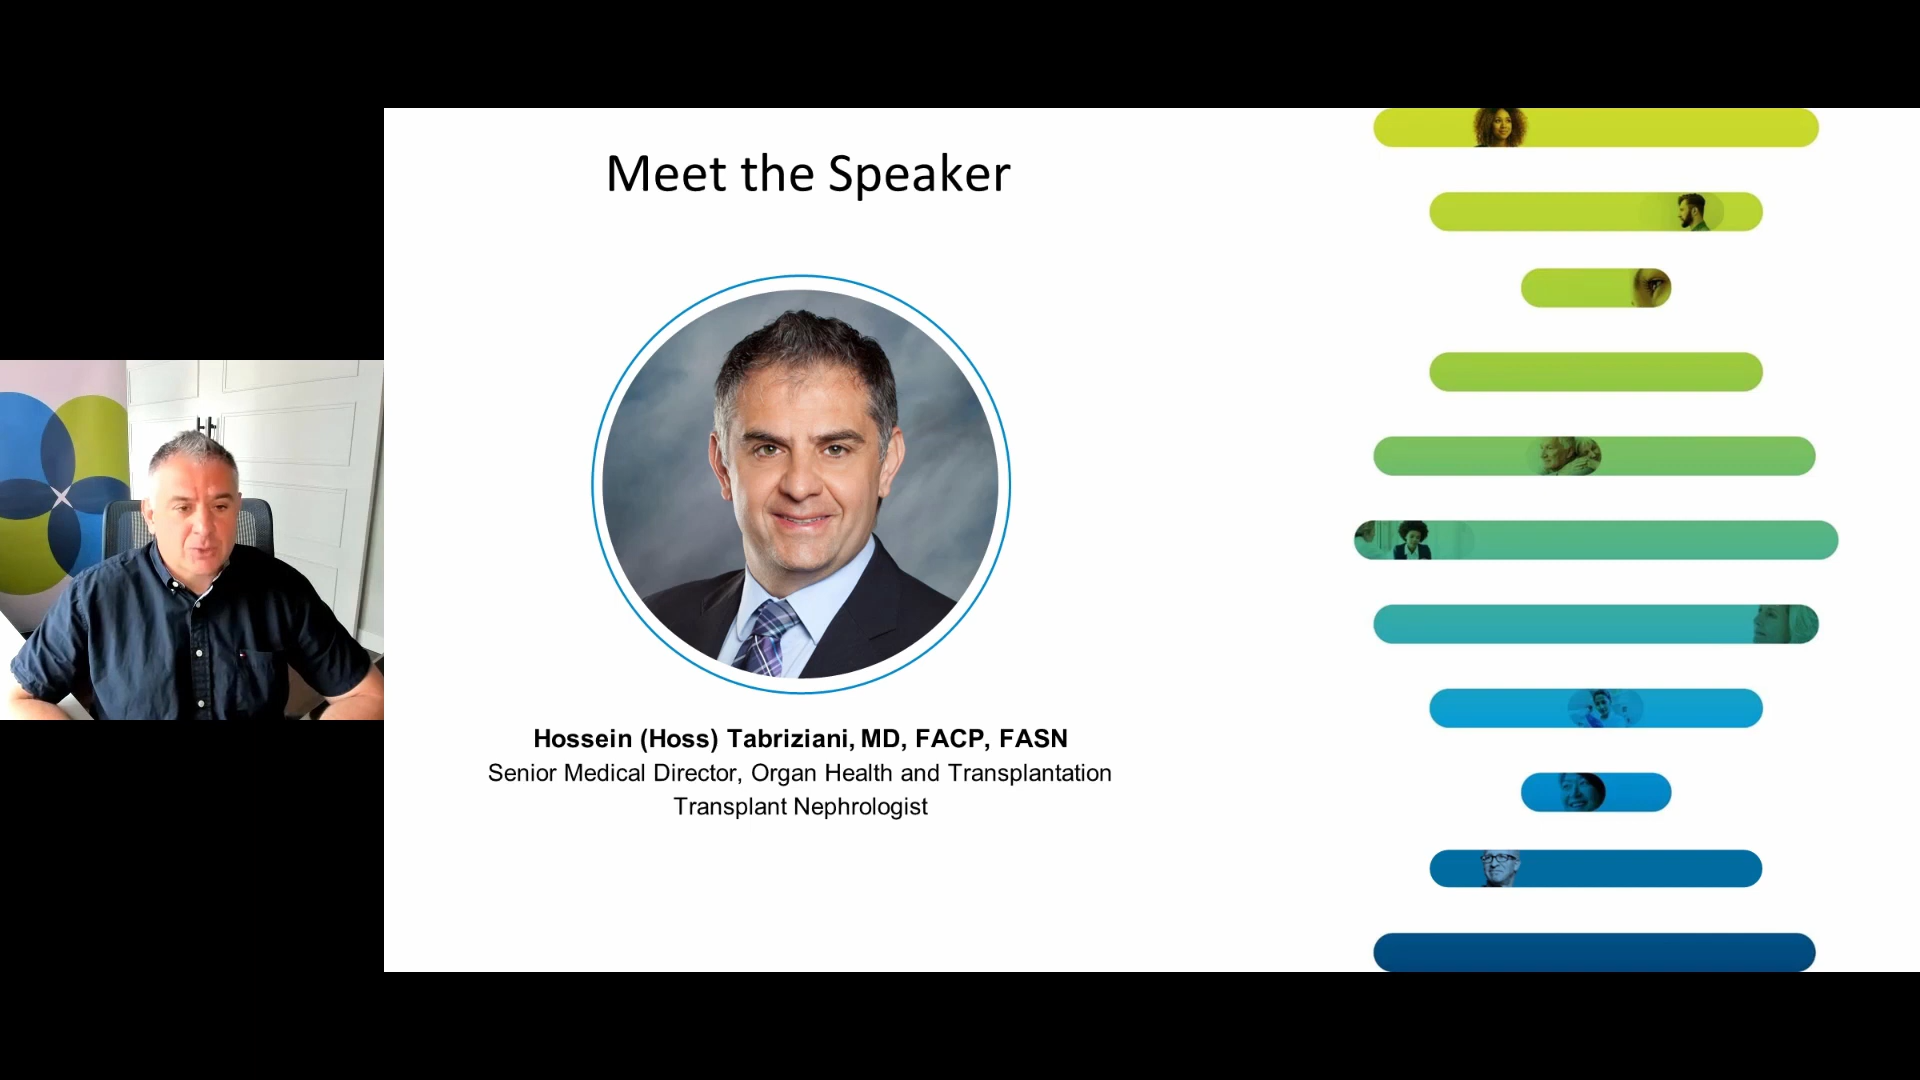 Meet the Speaker
Hossein (Hoss) Tabriziani, MD, FACP, FASN
Senior Medical Director, Organ Health and Transplantation
Transplant Nephrologist